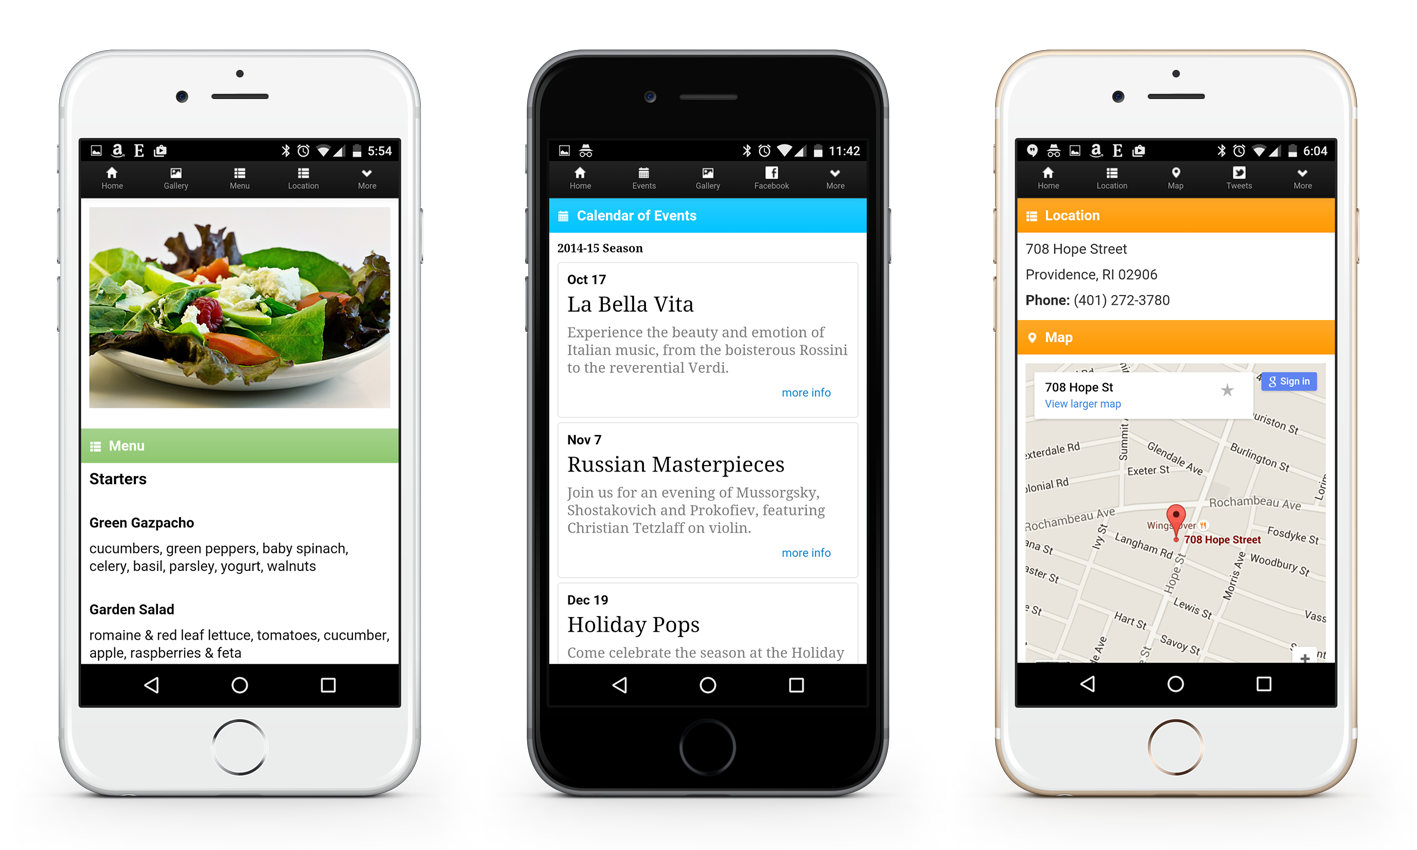 a E 5:54
Home Gallery Menu Location More
Menu
Starters
Green Gazpacho
cucumbers, green peppers, baby spinach,
celery, basil, parsley, yogurt, walnuts
Garden Salad
romaine & red leaf lettuce, tomatoes, cucumber,
apple, raspberries & feta
11:42
Home Events Gallery Facebook More
Calendar of Events
2014-15 Season
Oct 17
La Bella Vita
Experience the beauty and emotion of
Italian music, from the boisterous Rossini
to the reverential Verdi.
more info
Nov 7
Russian Masterpieces
Join us for an evening of Mussorgsky,
Shostakovich and Prokofiev, featuring
Christian Tetzlaff on violin.
more info
Dec 19
Holiday Pops
Come celebrate the season at the Holiday
a E 6:04
Home Location Map Tweets More
Location
708 Hope Street
Providence, RI 02906
Phone: (401) 272-3780
Map
708 Hope St
View larger map
Sign in
Summit
uriston St
exterdale Rd
Glendale Ave
Burlington St
Exeter St
olonial Rd
Rochambeau Ave
Rochambeau Ave
Wings over
708 Hope Street
Fosdyke St
Ivy St
Langham Rd
ana St
Woodbury St
aster St
Hope St
Morris Ave
Lewis St
e St
Hart St
Vass
Savoy St
de Ave
pe St